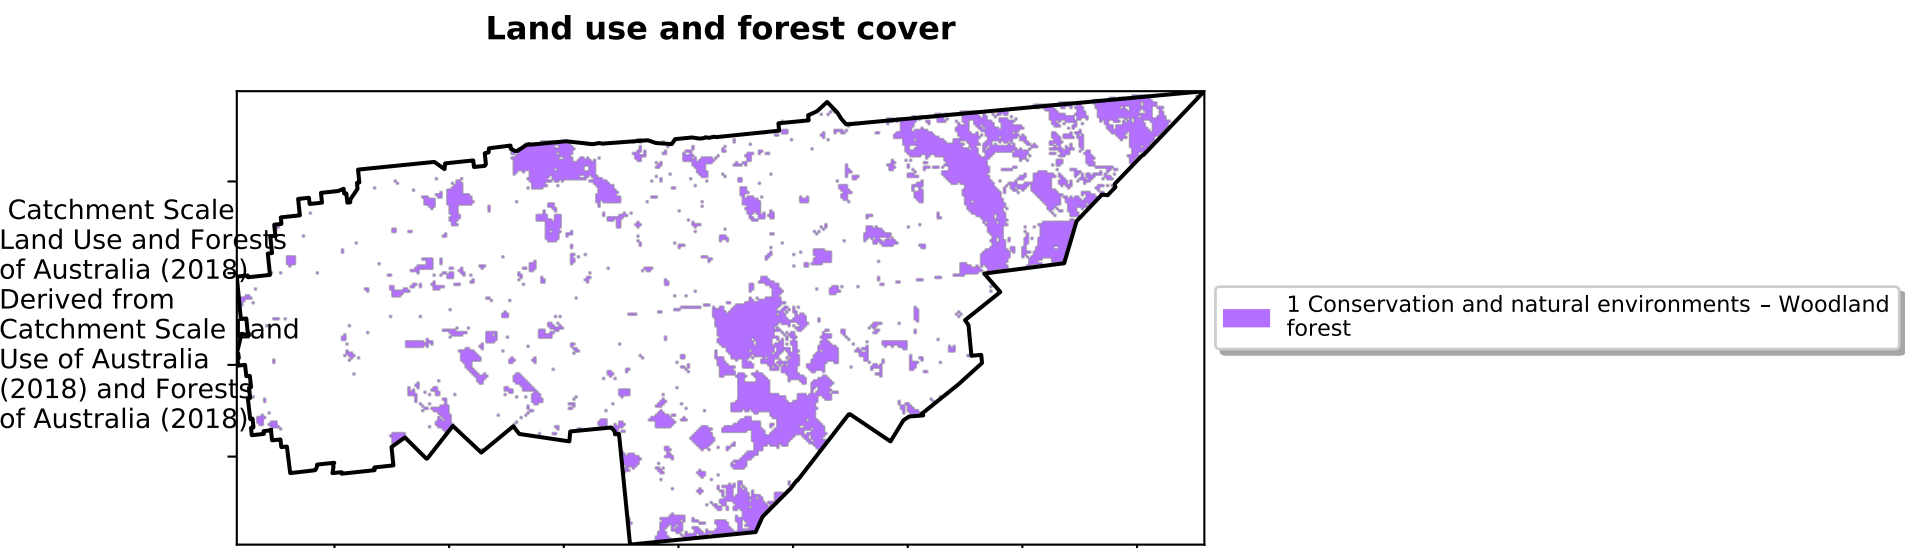 Land use and forest cover
Catchment Scale
Land Use and Forests
of Australia (2018)
Derived from
Catchment Scale Land
Use of Australia
(2018) and Forests
of Australia (2018)
1 Conservation and natural environments – Woodland
forest